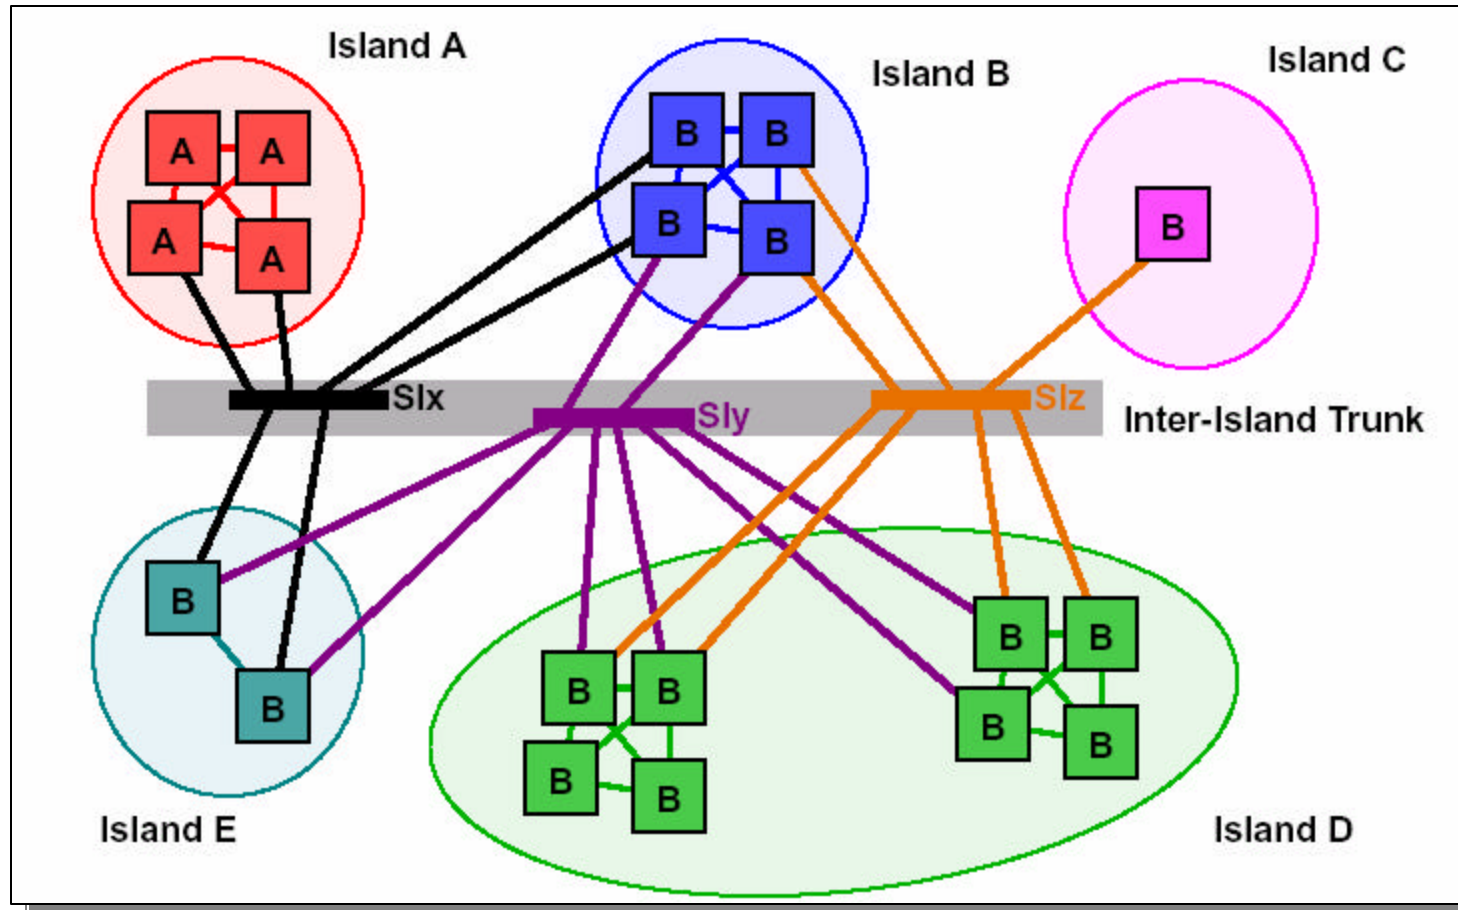 Island A
Island B
Island C
A A
A A
B B
B B
B
SIx
SIy
SIz
Inter-Island Trunk
B
B
B B
B B
B B
B B
Island E
Island D